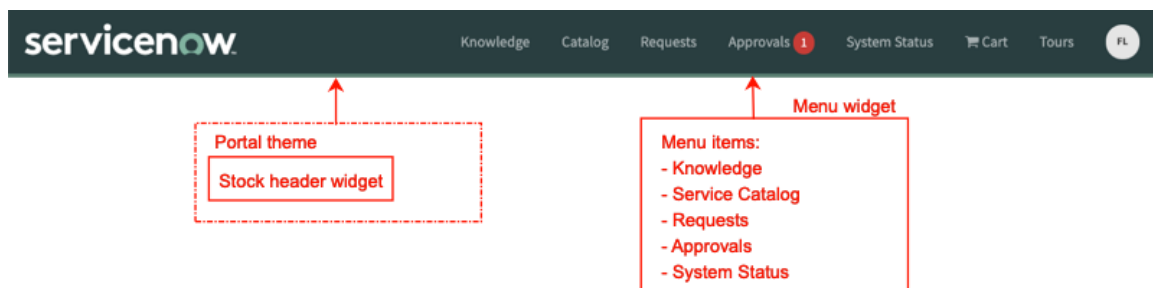 servicenow
Knowledge Catalog Requests Approvals 1 System Status Cart Tours FL
Menu widget
Portal theme
Stock header widget
Menu items:
- Knowledge
- Service Catalog
- Requests
- Approvals
- System Status